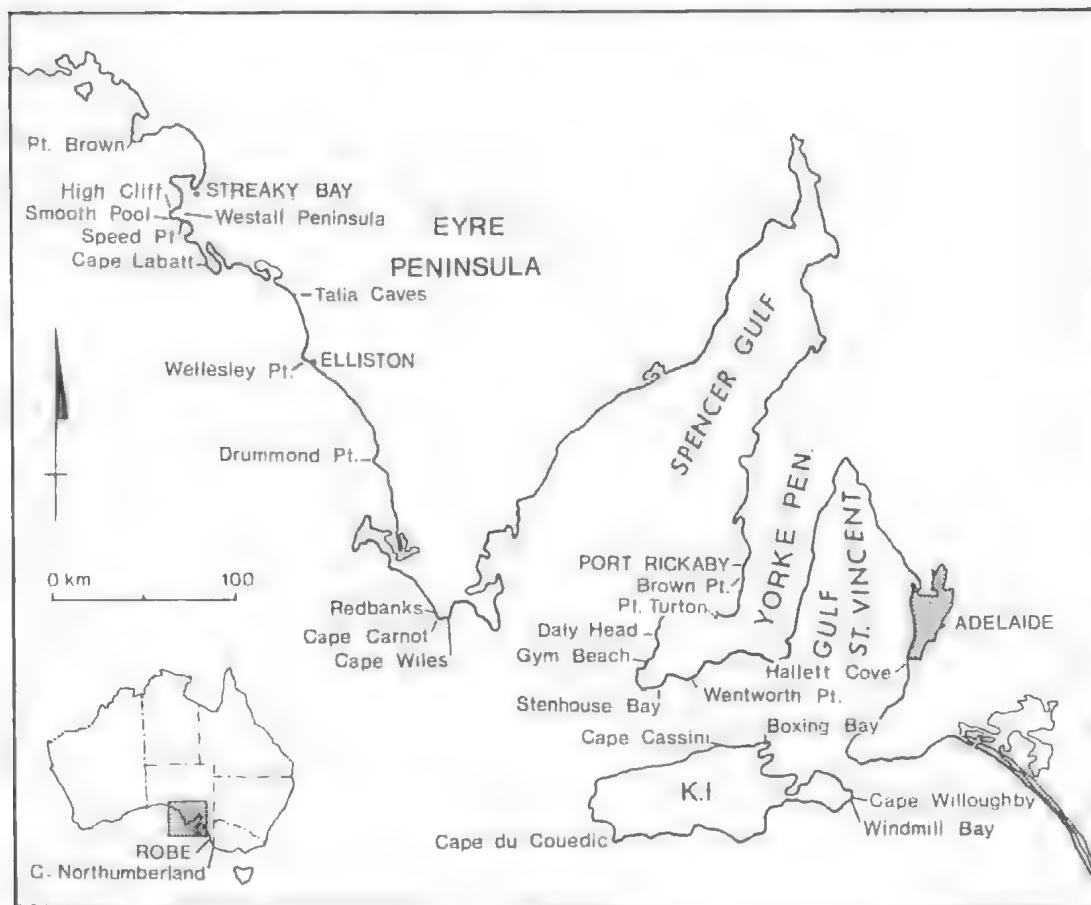 Pt. Brown
High Cliff
STREAKY BAY
Smooth Pool
Westall Peninsula
Speed Pt
Cape Labatt
EYRE
PENINSULA
Talia Caves
Wellesley Pt.
ELLISTON
Drummond Pt.
SPENCER GULF
YORKE PEN.
GULF
ST. VINCENT
0 km 100
PORT RICKABY
Brown Pt.
Pt. Turton
Redbanks
Cape Carnot
Cape Wiles
Daly Head
Gym Beach
ADELAIDE
Hallett Cove
Stenhouse Bay
Wentworth Pt.
Boxing Bay
Cape Cassini
K.I.
Cape Willoughby
Windmill Bay
Cape du Couedic
ROBE
C. Northumberland